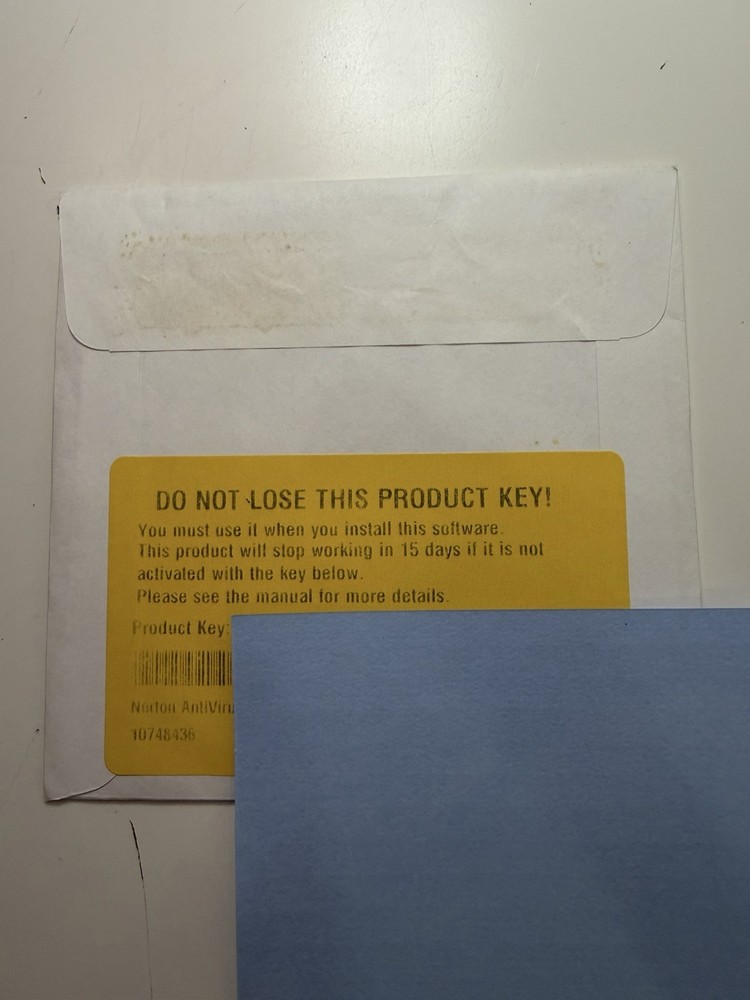 DO NOT LOSE THIS PRODUCT KEY!
You must use it when you install this software.
This product will stop working in 15 days if it is not
activated with the key below.
Please see the manual for more details.
Product Key:
Norton AntiViru
10748436